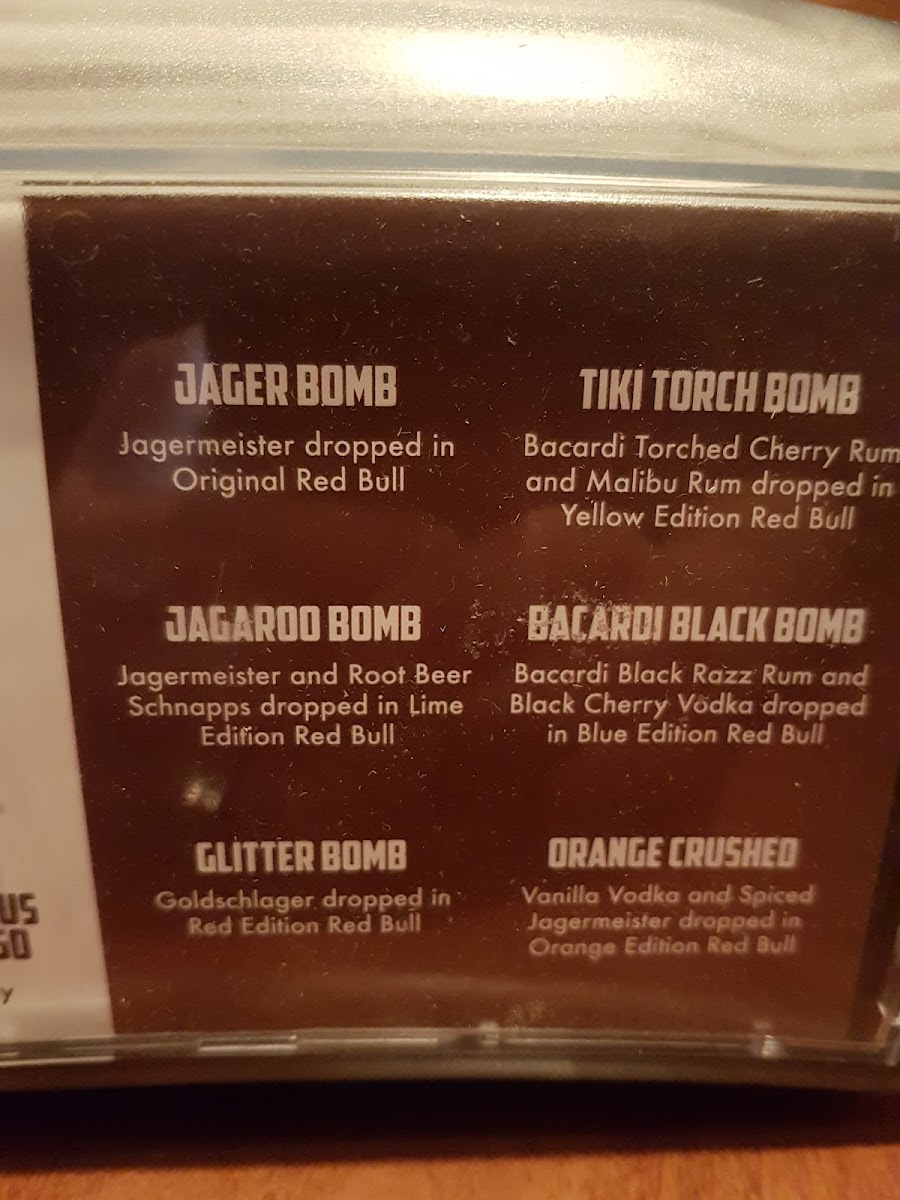 JAGER BOMB
Jagermeister dropped in
Original Red Bull
TIKI TORCH BOMB
Bacardi Torched Cherry Rum
and Malibu Rum dropped in
Yellow Edition Red Bull
JAGAROO BOMB
Jagermeister and Root Beer
Schnapps dropped in Lime
Edition Red Bull
BACARDI BLACK BOMB
Bacardi Black Razz Rum and
Black Cherry Vodka dropped
in Blue Edition Red Bull
GLITTER BOMB
Goldschlager dropped in
Red Edition Red Bull
ORANGE CRUSHED
Vanilla Vodka and Spiced
Jagermeister dropped in
Orange Edition Red Bull
US
GO
y